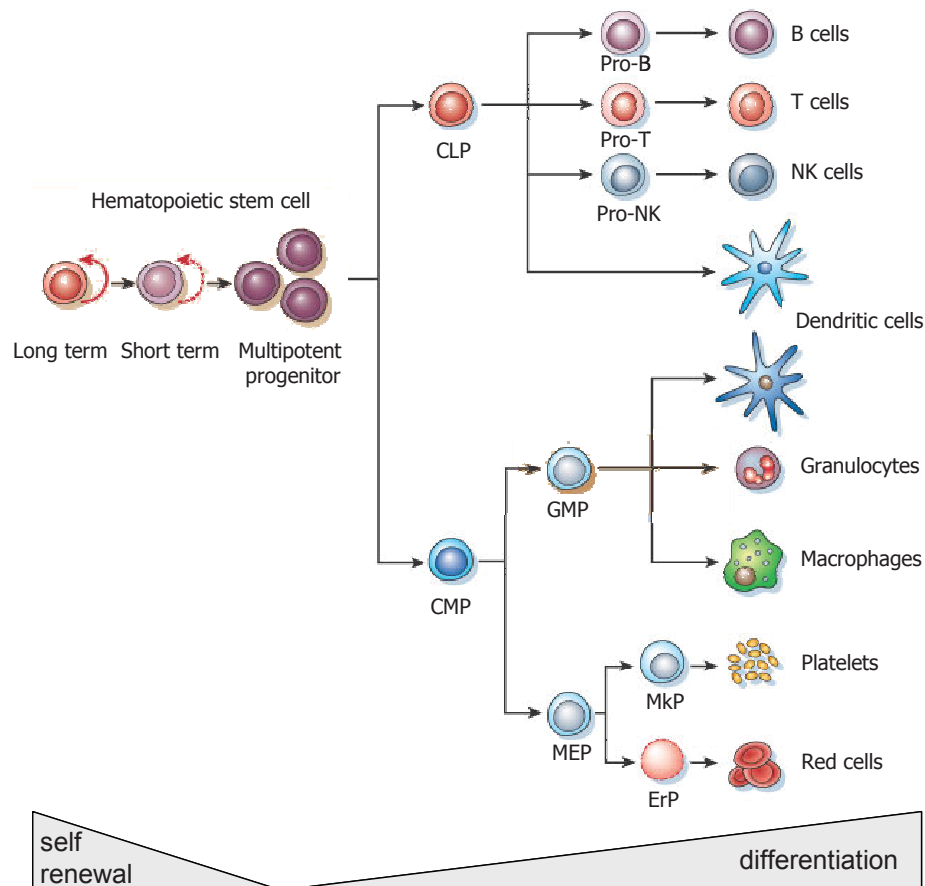 B cells
Pro-B
T cells
CLP
Pro-T
NK cells
Pro-NK
Hematopoietic stem cell
Long term
Short term
Multipotent
progenitor
Dendritic cells
Granulocytes
GMP
Macrophages
CMP
Platelets
MkP
MEP
Red cells
ErP
self
renewal
differentiation